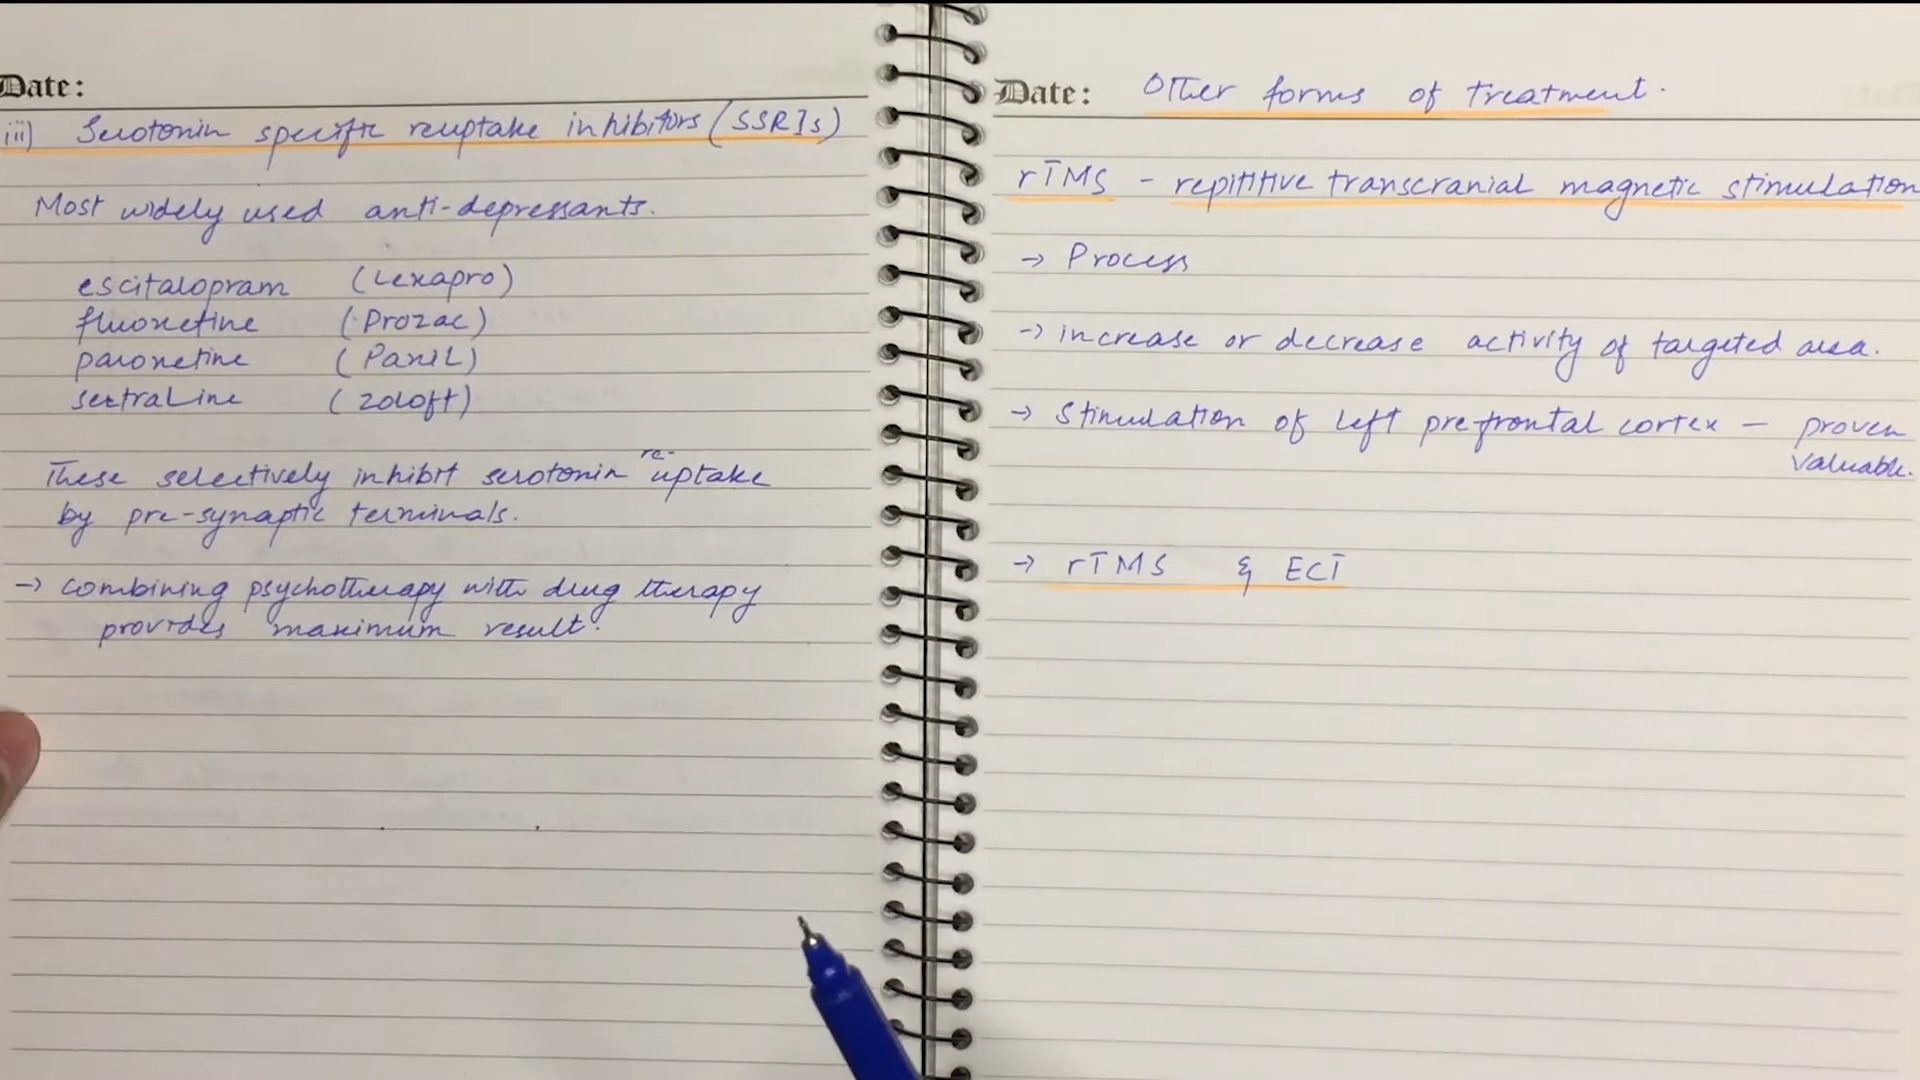 Date:
iii) Serotonin specific reuptake inhibitors (SSRIs)
Most widely used anti-depressants.
escitalopram (Lexapro)
fluoxetine (Prozac)
paroxetine (Paxil)
sertraline (Zoloft)
These selectively inhibit serotonin re-uptake
by pre-synaptic terminals.
→ combining psychotherapy with drug therapy
provides maximum result.
Date: Other forms of treatment.
rTMS - repititive transcranial magnetic stimulation
→ Process
→ increase or decrease activity of targeted area.
→ Stimulation of left prefrontal cortex – proven
valuable.
→ rTMS & ECT